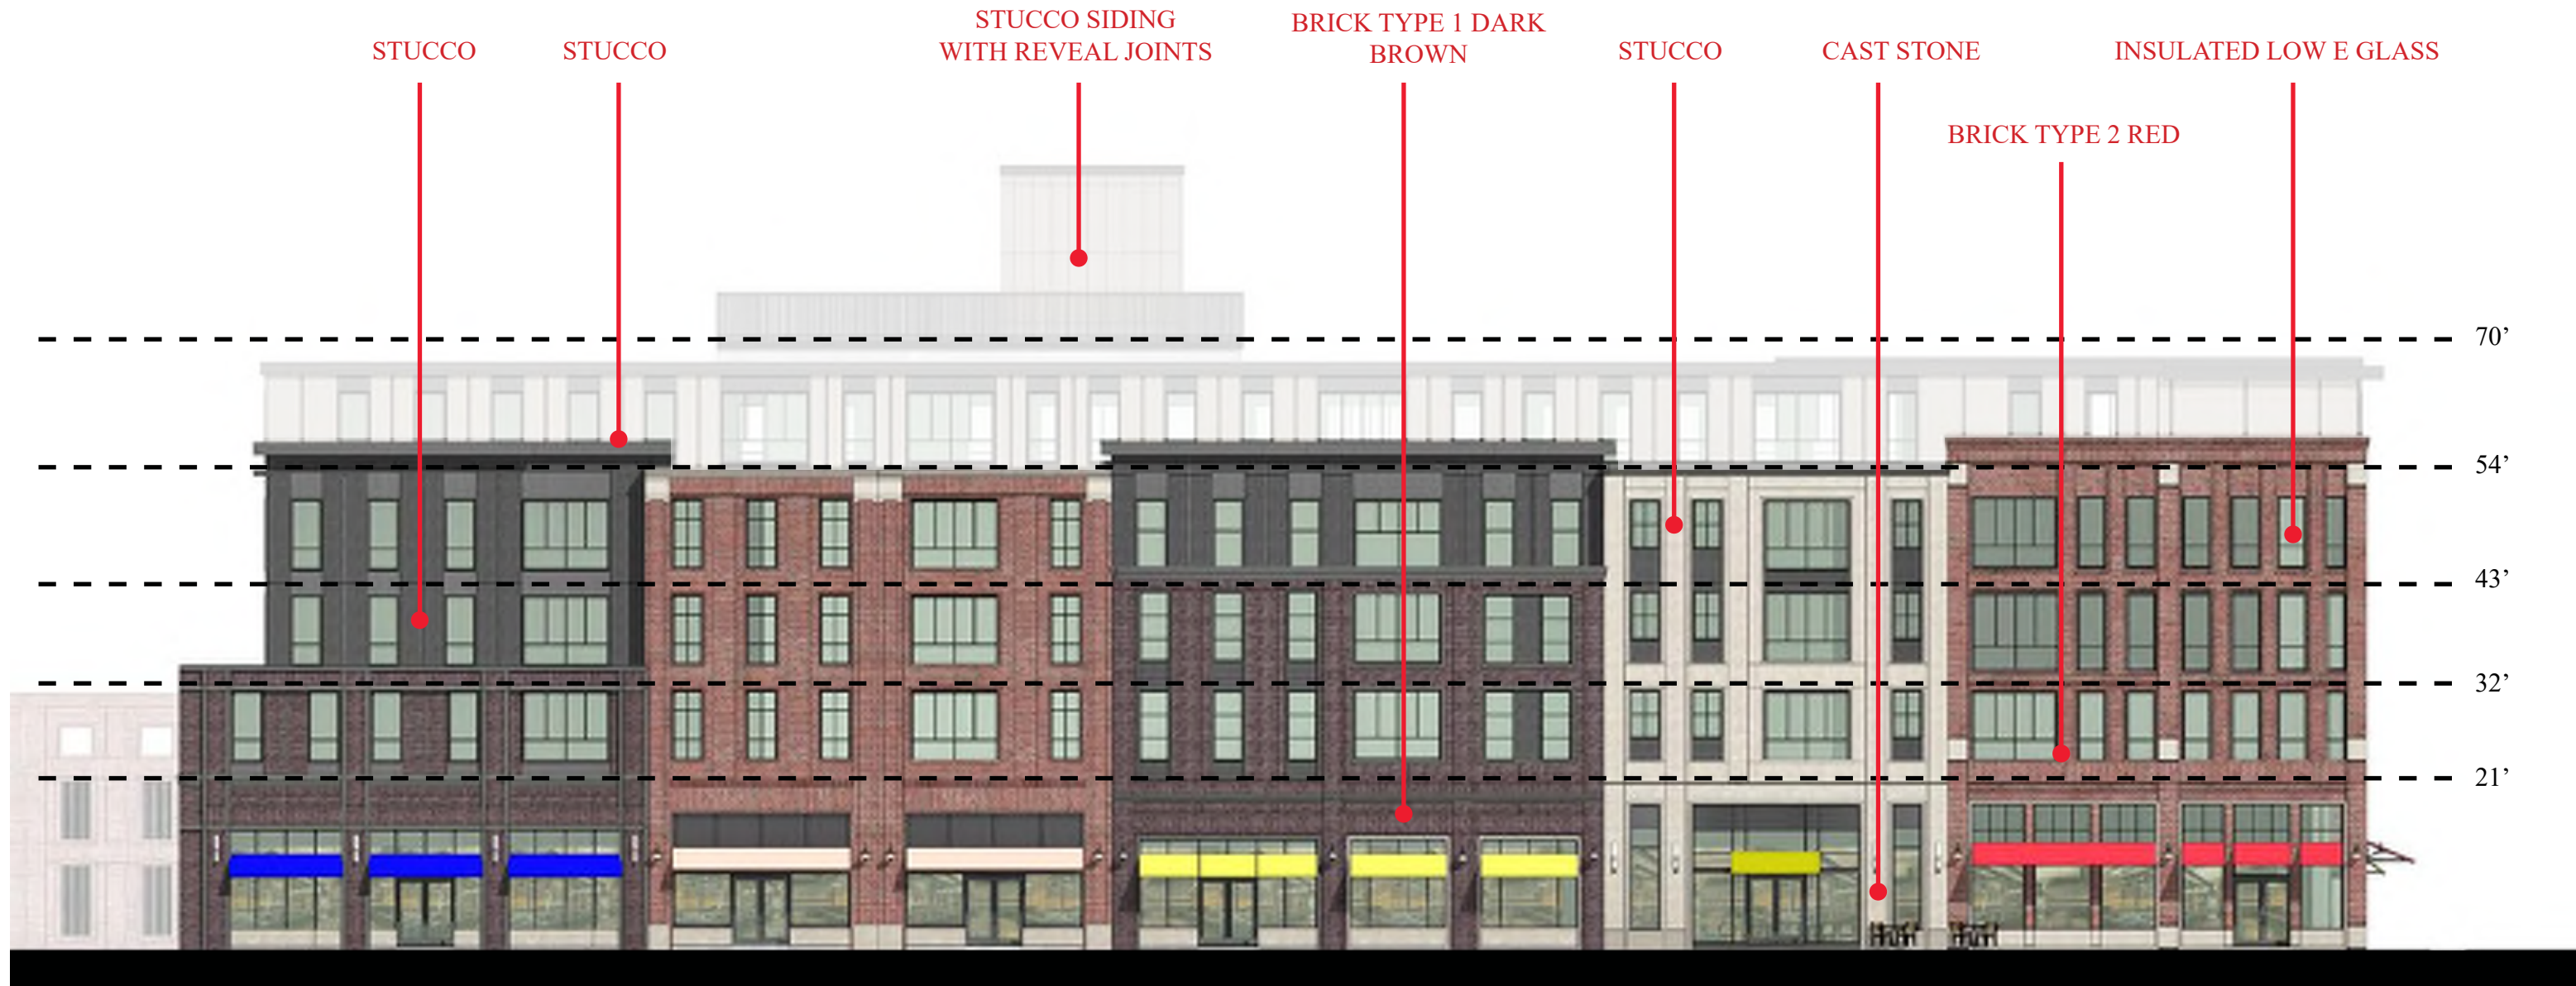 STUCCO
STUCCO
STUCCO SIDING
WITH REVEAL JOINTS
BRICK TYPE 1 DARK
BROWN
STUCCO
CAST STONE
INSULATED LOW E GLASS
BRICK TYPE 2 RED
70’
54’
43’
32’
21’